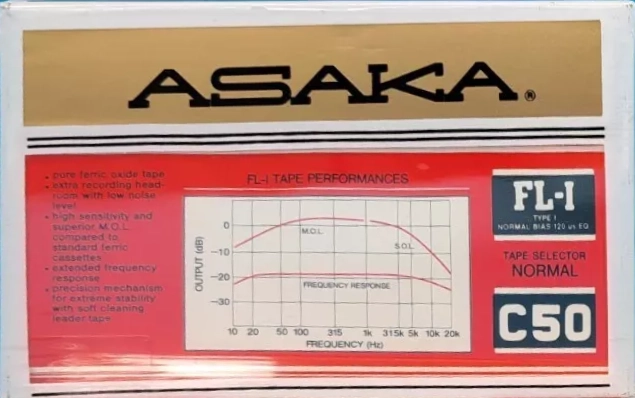 ASAKA®
• pure ferric oxide tape
• extra recording head-
room with low noise
level
• high sensitivity and
superior M.O.L.
compared to
standard ferric
cassettes
• extended frequency
response
• precision mechanism
for extreme stability
with soft cleaning
leader tape
FL-I TAPE PERFORMANCES
OUTPUT (dB)
0
-10
-20
-30
M.O.L.
S.O.L.
FREQUENCY RESPONSE
10 20 50 100 315 1k 315k 5k 10k 20k
FREQUENCY (Hz)
FL-I
TYPE I
NORMAL BIAS 120 us EQ
TAPE SELECTOR
NORMAL
C50